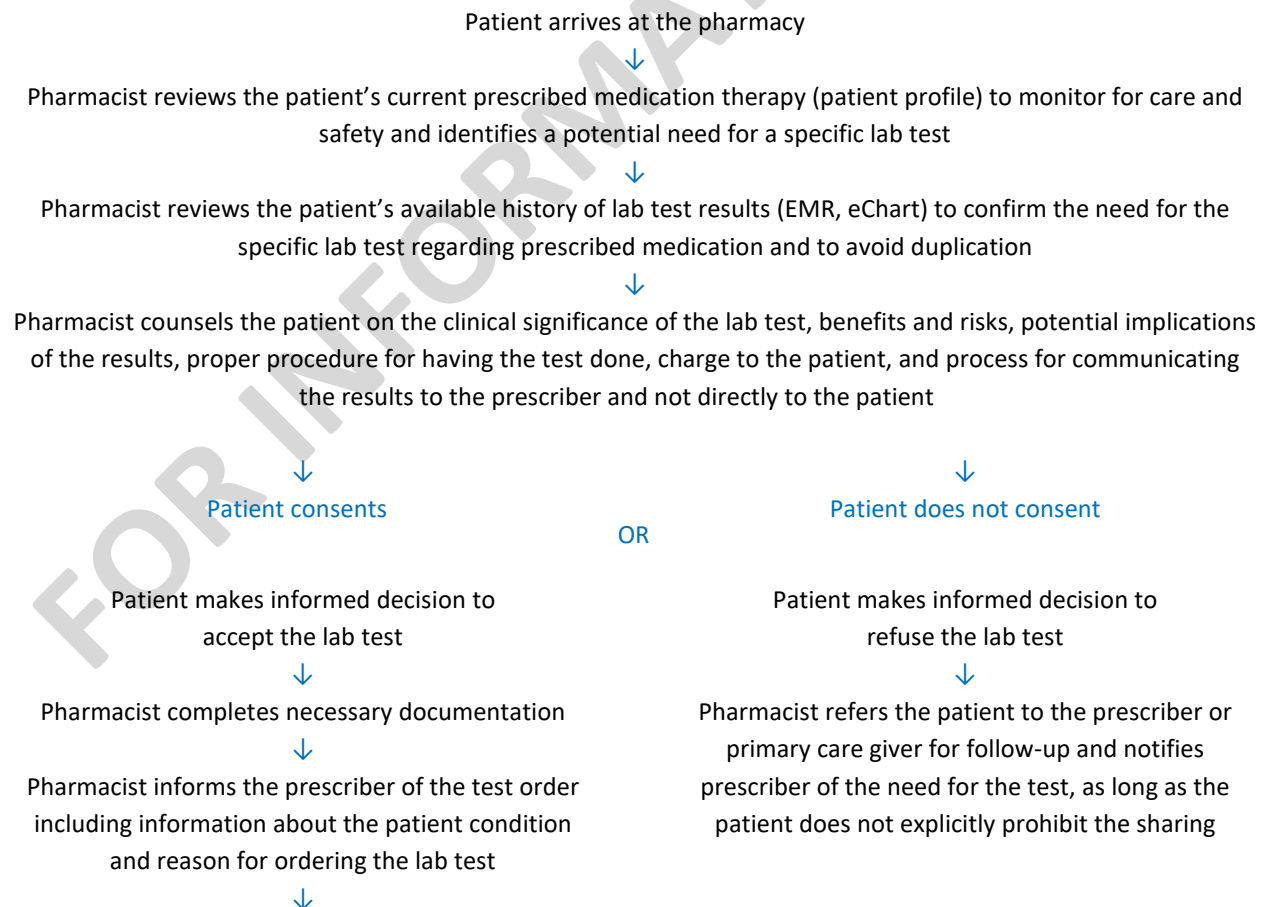 Patient arrives at the pharmacy
↓
Pharmacist reviews the patient’s current prescribed medication therapy (patient profile) to monitor for care and
safety and identifies a potential need for a specific lab test
↓
Pharmacist reviews the patient’s available history of lab test results (EMR, eChart) to confirm the need for the
specific lab test regarding prescribed medication and to avoid duplication
↓
Pharmacist counsels the patient on the clinical significance of the lab test, benefits and risks, potential implications
of the results, proper procedure for having the test done, charge to the patient, and process for communicating
the results to the prescriber and not directly to the patient
↓
Patient consents
OR
↓
Patient does not consent
Patient makes informed decision to
accept the lab test
↓
Pharmacist completes necessary documentation
↓
Pharmacist informs the prescriber of the test order
including information about the patient condition
and reason for ordering the lab test
↓
Patient makes informed decision to
refuse the lab test
↓
Pharmacist refers the patient to the prescriber or
primary care giver for follow-up and notifies
prescriber of the need for the test, as long as the
patient does not explicitly prohibit the sharing
FOR INFORMA